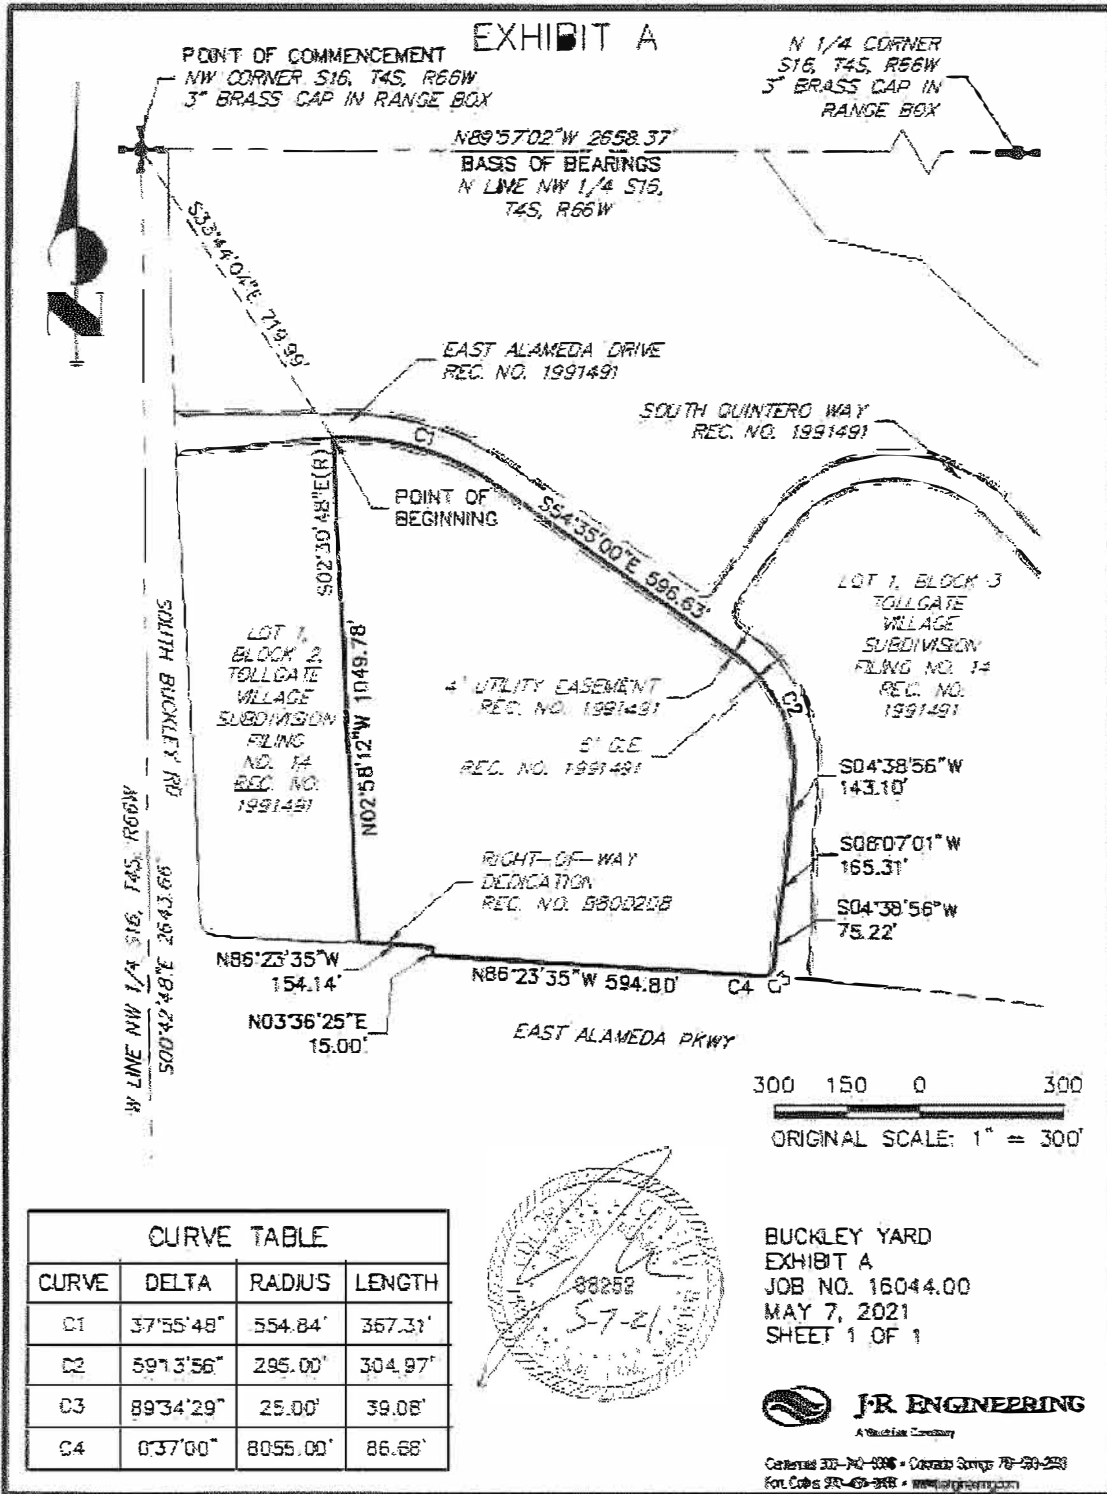 EXHIBIT A
POINT OF COMMENCEMENT
NW CORNER S16, T4S, R66W
3" BRASS CAP IN RANGE BOX
N 1/4 CORNER
S16, T4S, R66W
3" BRASS CAP IN
RANGE BOX
N89°57'02"W 2658.37'
BASIS OF BEARINGS
N LINE NW 1/4 S16,
T4S, R66W
S33°44'04"E 719.99'
N
EAST ALAMEDA DRIVE
REC. NO. 1991491
SOUTH QUINTERO WAY
REC. NO. 1991491
C1
POINT OF
BEGINNING
S02°30'48"E(R)
S54°35'00"E 596.63'
LOT 1, BLOCK 3
TOLLGATE
VILLAGE
SUBDIVISION
FILING NO. 14
REC. NO.
1991491
SOUTH BUCKLEY RD
LOT 1,
BLOCK 2,
TOLLGATE
VILLAGE
SUBDIVISION
FILING
NO. 14
REC. NO.
1991491
N02°58'12"W 1049.78'
4' UTILITY EASEMENT
REC. NO. 1991491
C2
6' G.E.
REC. NO. 1991491
S04°38'56"W
143.10'
S08°07'01"W
165.31'
S04°38'56"W
75.22'
RIGHT-OF-WAY
DEDICATION
REC. NO. B800208
W LINE NW 1/4 S16, T4S, R66W
S00°42'48"E 2643.66'
N86°23'35"W
154.14'
N03°36'25"E
15.00'
N86°23'35"W 594.80'
C4
C3
EAST ALAMEDA PKWY
300 150 0 300
ORIGINAL SCALE: 1" = 300'
CURVE TABLE
CURVE DELTA RADIUS LENGTH
C1 37°55'48" 554.84' 367.31'
C2 59°13'56" 295.00' 304.97'
C3 89°34'29" 25.00' 39.08'
C4 0°37'00" 8055.00' 86.68'
5-7-21
BUCKLEY YARD
EXHIBIT A
JOB NO. 16044.00
MAY 7, 2021
SHEET 1 OF 1
J·R ENGINEERING
A Westrian Company